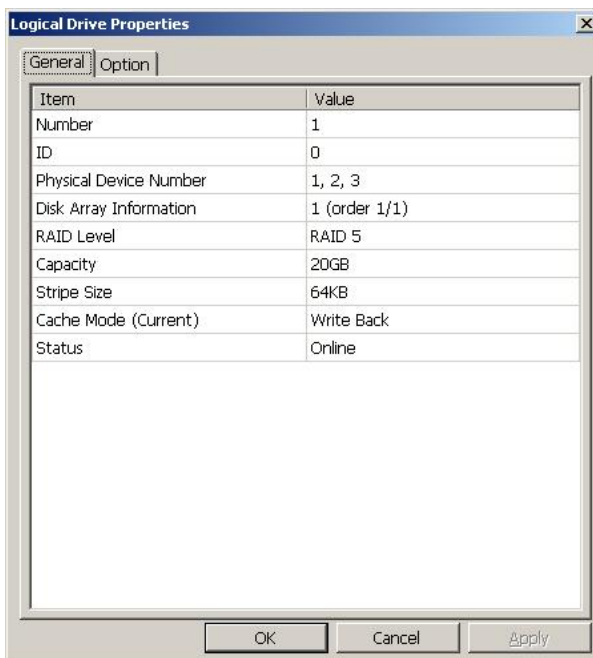 Logical Drive Properties
General Option
Item Value
Number 1
ID 0
Physical Device Number 1, 2, 3
Disk Array Information 1 (order 1/1)
RAID Level RAID 5
Capacity 20GB
Stripe Size 64KB
Cache Mode (Current) Write Back
Status Online
OK Cancel Apply